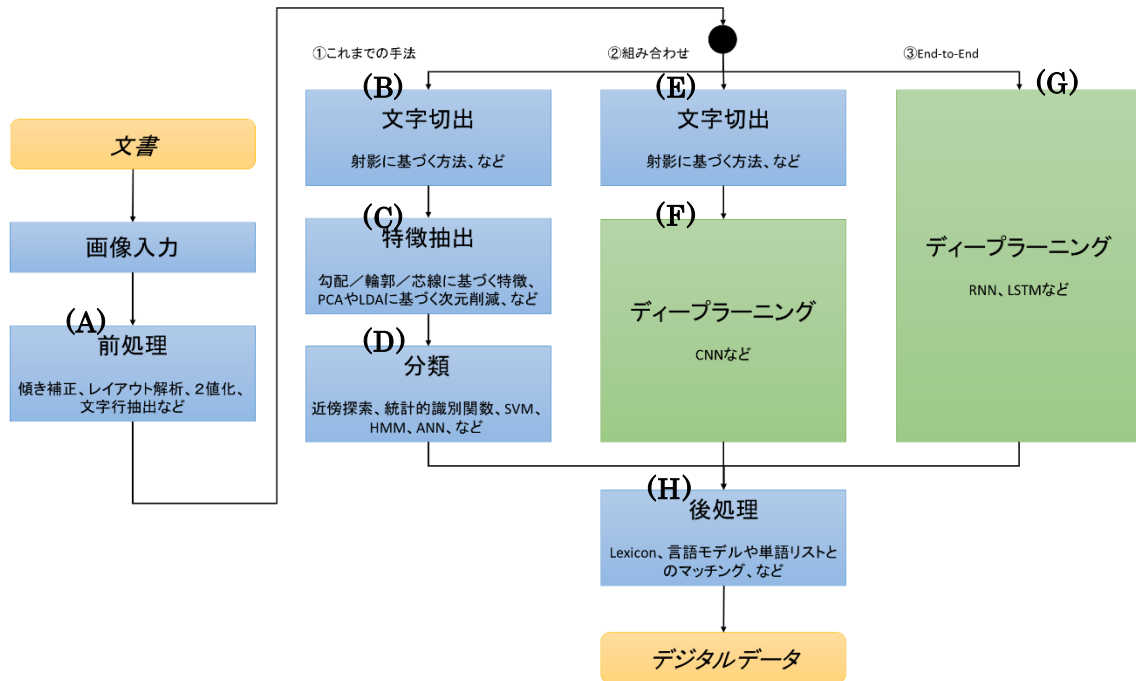 文書
画像入力
(A)
前処理
傾き補正、レイアウト解析、2値化、
文字行抽出など
①これまでの手法
(B)
文字切出
射影に基づく方法、など
(C)
特徴抽出
勾配／輪郭／芯線に基づく特徴、
PCAやLDAに基づく次元削減、など
(D)
分類
近傍探索、統計的識別関数、SVM、
HMM、ANN、など
②組み合わせ
(E)
文字切出
射影に基づく方法、など
(F)
ディープラーニング
CNNなど
③End-to-End
(G)
ディープラーニング
RNN、LSTMなど
(H)
後処理
Lexicon、言語モデルや単語リストと
のマッチング、など
デジタルデータ